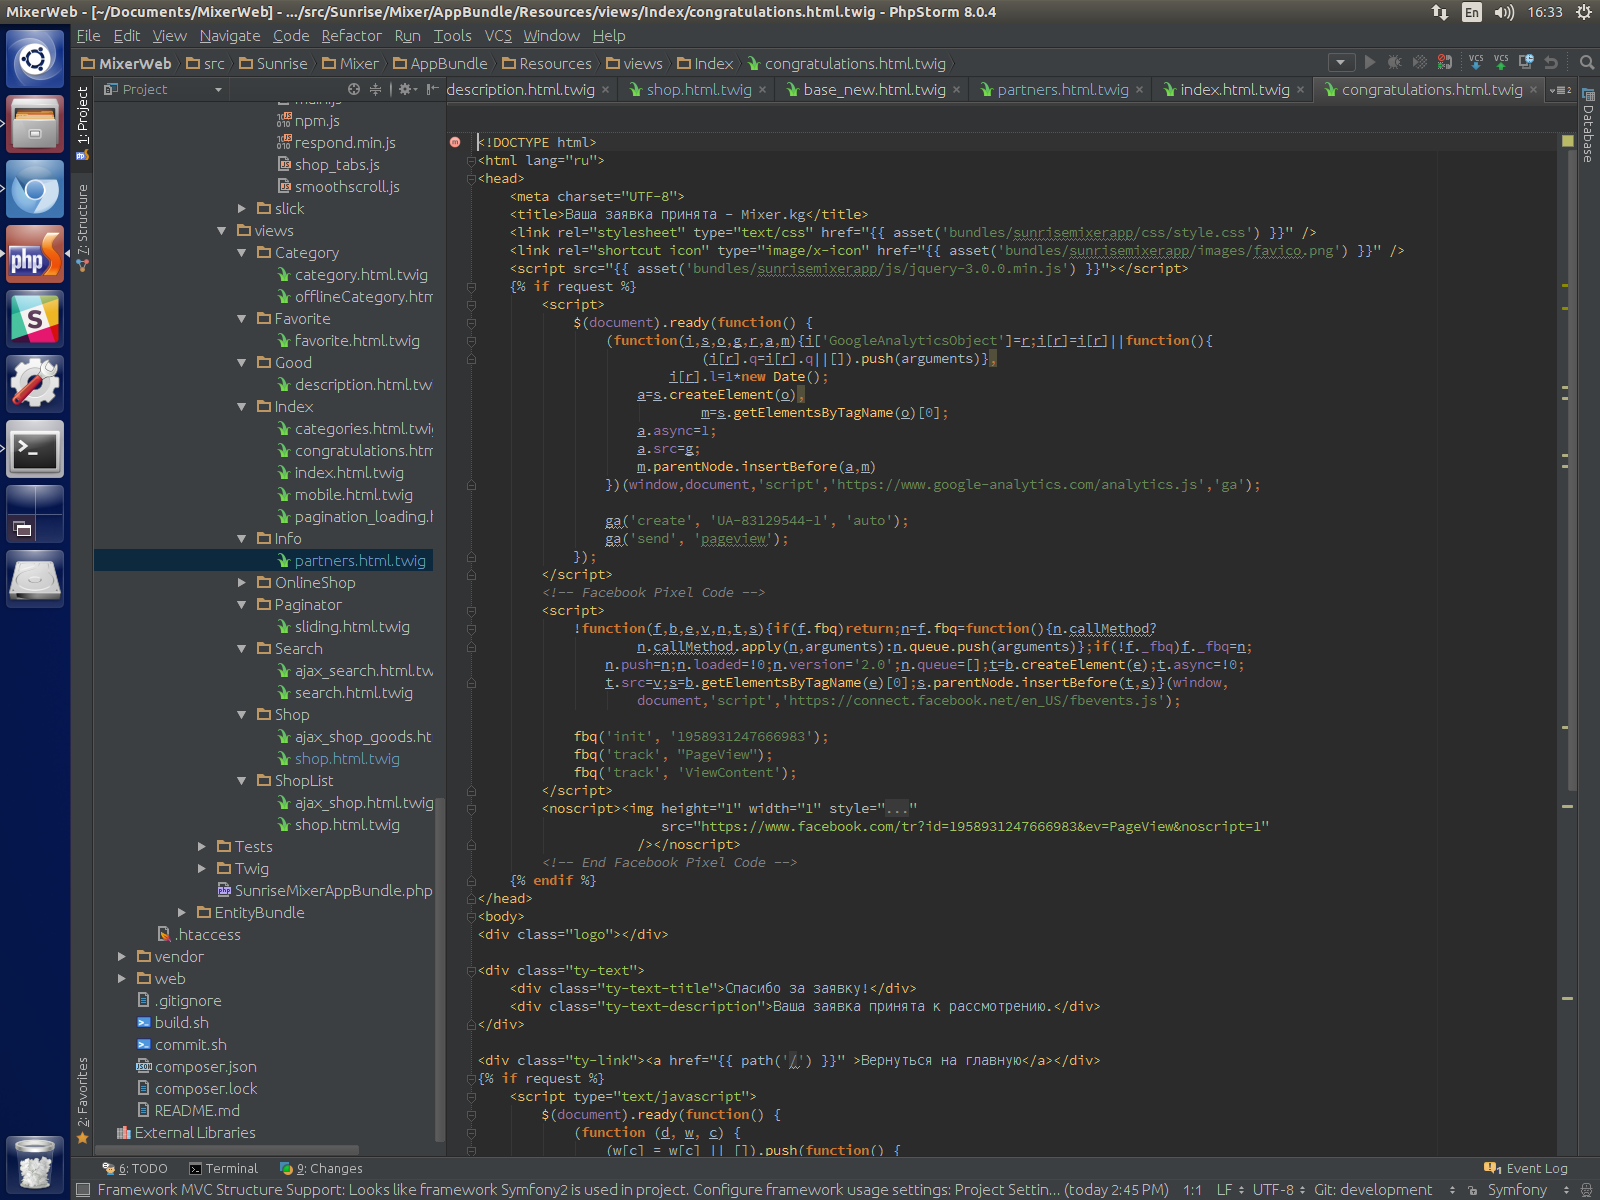 MixerWeb - [~/Documents/MixerWeb] - .../src/Sunrise/Mixer/AppBundle/Resources/views/Index/congratulations.html.twig - PhpStorm 8.0.4
En
16:33
File Edit View Navigate Code Refactor Run Tools VCS Window Help
MixerWeb src Sunrise Mixer AppBundle Resources views Index congratulations.html.twig
VCS VCS
Project
description.html.twig shop.html.twig base_new.html.twig partners.html.twig index.html.twig congratulations.html.twig
1: Project
7: Structure
2: Favorites
Database
main.js
npm.js
respond.min.js
shop_tabs.js
smoothscroll.js
slick
views
Category
category.html.twig
offlineCategory.htm
Favorite
favorite.html.twig
Good
description.html.tw
Index
categories.html.twi
congratulations.htm
index.html.twig
mobile.html.twig
pagination_loading.h
Info
partners.html.twig
OnlineShop
Paginator
sliding.html.twig
Search
ajax_search.html.tw
search.html.twig
Shop
ajax_shop_goods.ht
shop.html.twig
ShopList
ajax_shop.html.twig
shop.html.twig
Tests
Twig
SunriseMixerAppBundle.php
EntityBundle
.htaccess
vendor
web
.gitignore
build.sh
commit.sh
composer.json
composer.lock
README.md
External Libraries
<!DOCTYPE html>
<html lang="ru">
<head>
<meta charset="UTF-8">
<title>Ваша заявка принята - Mixer.kg</title>
<link rel="stylesheet" type="text/css" href="{{ asset('bundles/sunrisemixerapp/css/style.css') }}" />
<link rel="shortcut icon" type="image/x-icon" href="{{ asset('bundles/sunrisemixerapp/images/favico.png') }}" />
<script src="{{ asset('bundles/sunrisemixerapp/js/jquery-3.0.0.min.js') }}"></script>
{% if request %}
<script>
$(document).ready(function() {
(function(i,s,o,g,r,a,m){i['GoogleAnalyticsObject']=r;i[r]=i[r]||function(){
(i[r].q=i[r].q||[]).push(arguments)},
i[r].l=1*new Date();
a=s.createElement(o),
m=s.getElementsByTagName(o)[0];
a.async=1;
a.src=g;
m.parentNode.insertBefore(a,m)
})(window,document,'script','https://www.google-analytics.com/analytics.js','ga');
ga('create', 'UA-83129544-1', 'auto');
ga('send', 'pageview');
});
</script>
<!-- Facebook Pixel Code -->
<script>
!function(f,b,e,v,n,t,s){if(f.fbq)return;n=f.fbq=function(){n.callMethod?
n.callMethod.apply(n,arguments):n.queue.push(arguments)};if(!f._fbq)f._fbq=n;
n.push=n;n.loaded=!0;n.version='2.0';n.queue=[];t=b.createElement(e);t.async=!0;
t.src=v;s=b.getElementsByTagName(e)[0];s.parentNode.insertBefore(t,s)}(window,
document,'script','https://connect.facebook.net/en_US/fbevents.js');
fbq('init', '1958931247666983');
fbq('track', "PageView");
fbq('track', 'ViewContent');
</script>
<noscript><img height="1" width="1" style="..."
src="https://www.facebook.com/tr?id=1958931247666983&ev=PageView&noscript=1"
/></noscript>
<!-- End Facebook Pixel Code -->
{% endif %}
</head>
<body>
<div class="logo"></div>
<div class="ty-text">
<div class="ty-text-title">Спасибо за заявку!</div>
<div class="ty-text-description">Ваша заявка принята к рассмотрению.</div>
</div>
<div class="ty-link"><a href="{{ path('/') }}" >Вернуться на главную</a></div>
{% if request %}
<script type="text/javascript">
$(document).ready(function() {
(function (d, w, c) {
(w[c] = w[c] || []).push(function() {
6: TODO Terminal 9: Changes
1 Event Log
Framework MVC Structure Support: Looks like framework Symfony2 is used in project. Configure framework usage settings: Project Settin... (today 2:45 PM) 1:1 LF UTF-8 Git: development Symfony